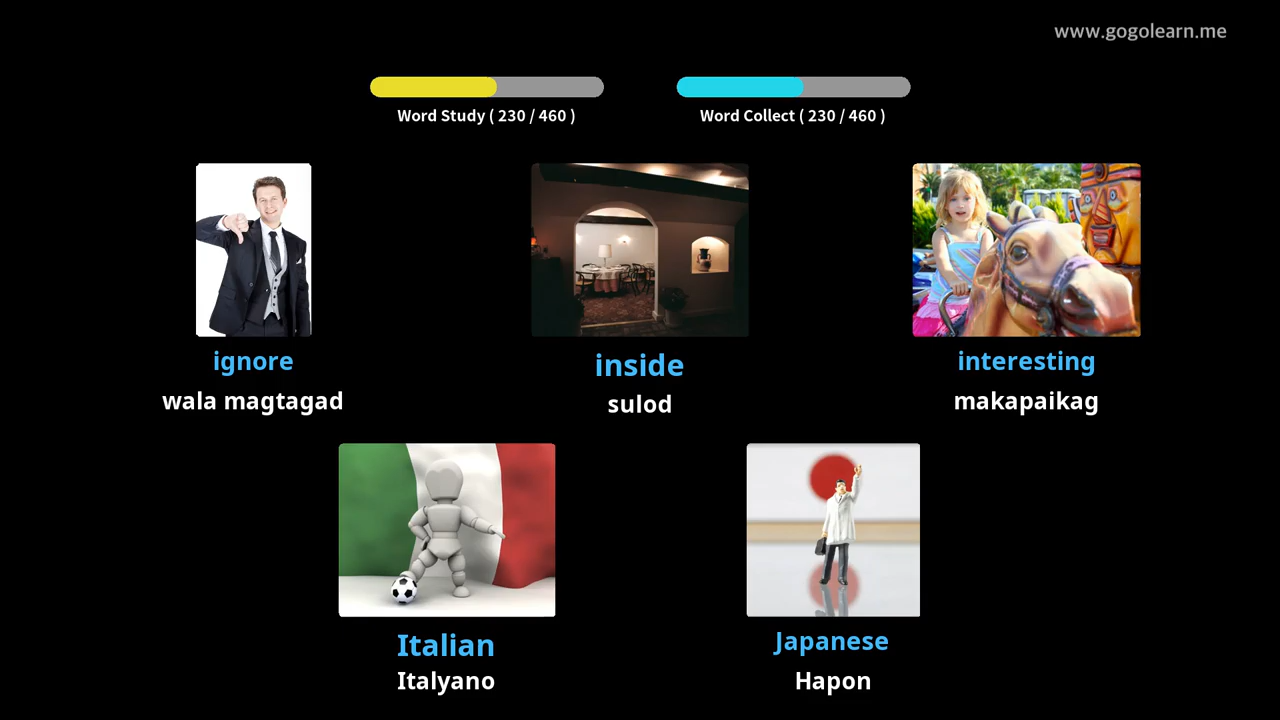 www.gogolearn.me
Word Study ( 230 / 460 )
Word Collect ( 230 / 460 )
ignore
wala magtagad
inside
sulod
interesting
makapaikag
Italian
Italyano
Japanese
Hapon